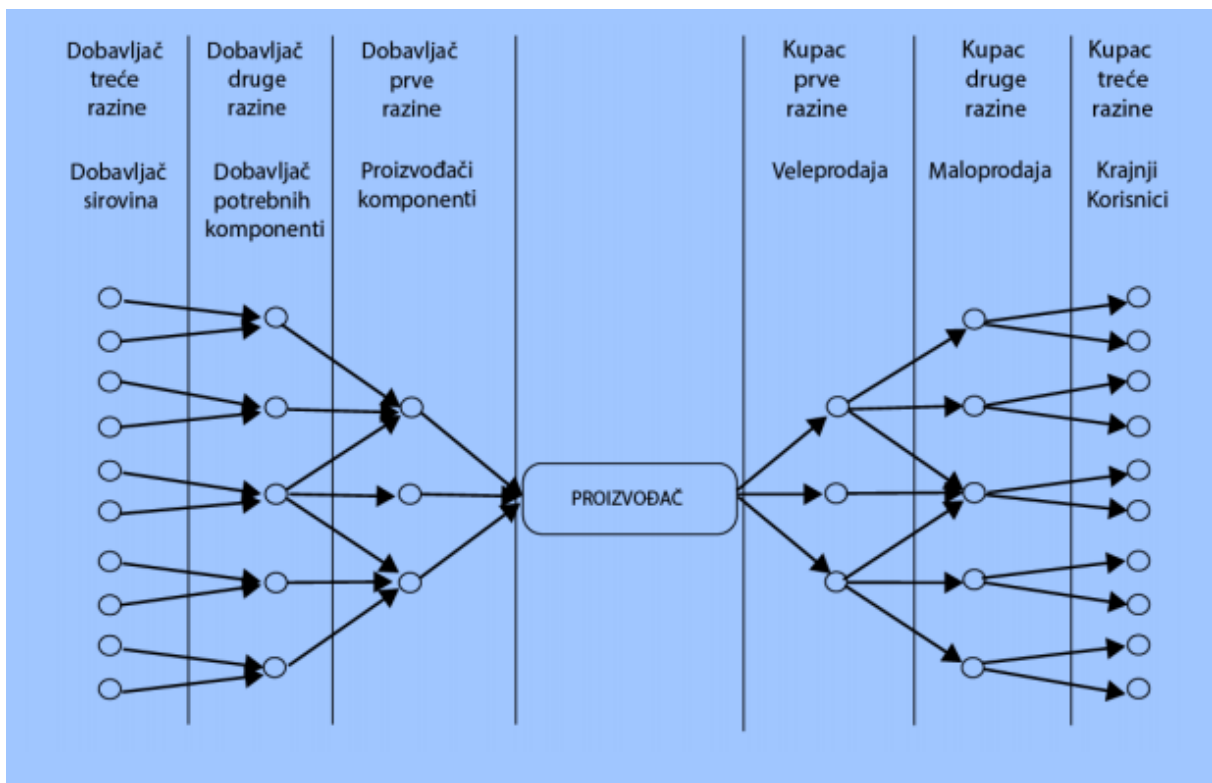 Dobavljač
treće
razine
Dobavljač
sirovina
Dobavljač
druge
razine
Dobavljač
potrebnih
komponenti
Dobavljač
prve
razine
Proizvođači
komponenti
PROIZVOĐAČ
Kupac
prve
razine
Veleprodaja
Kupac
druge
razine
Maloprodaja
Kupac
treće
razine
Krajnji
Korisnici